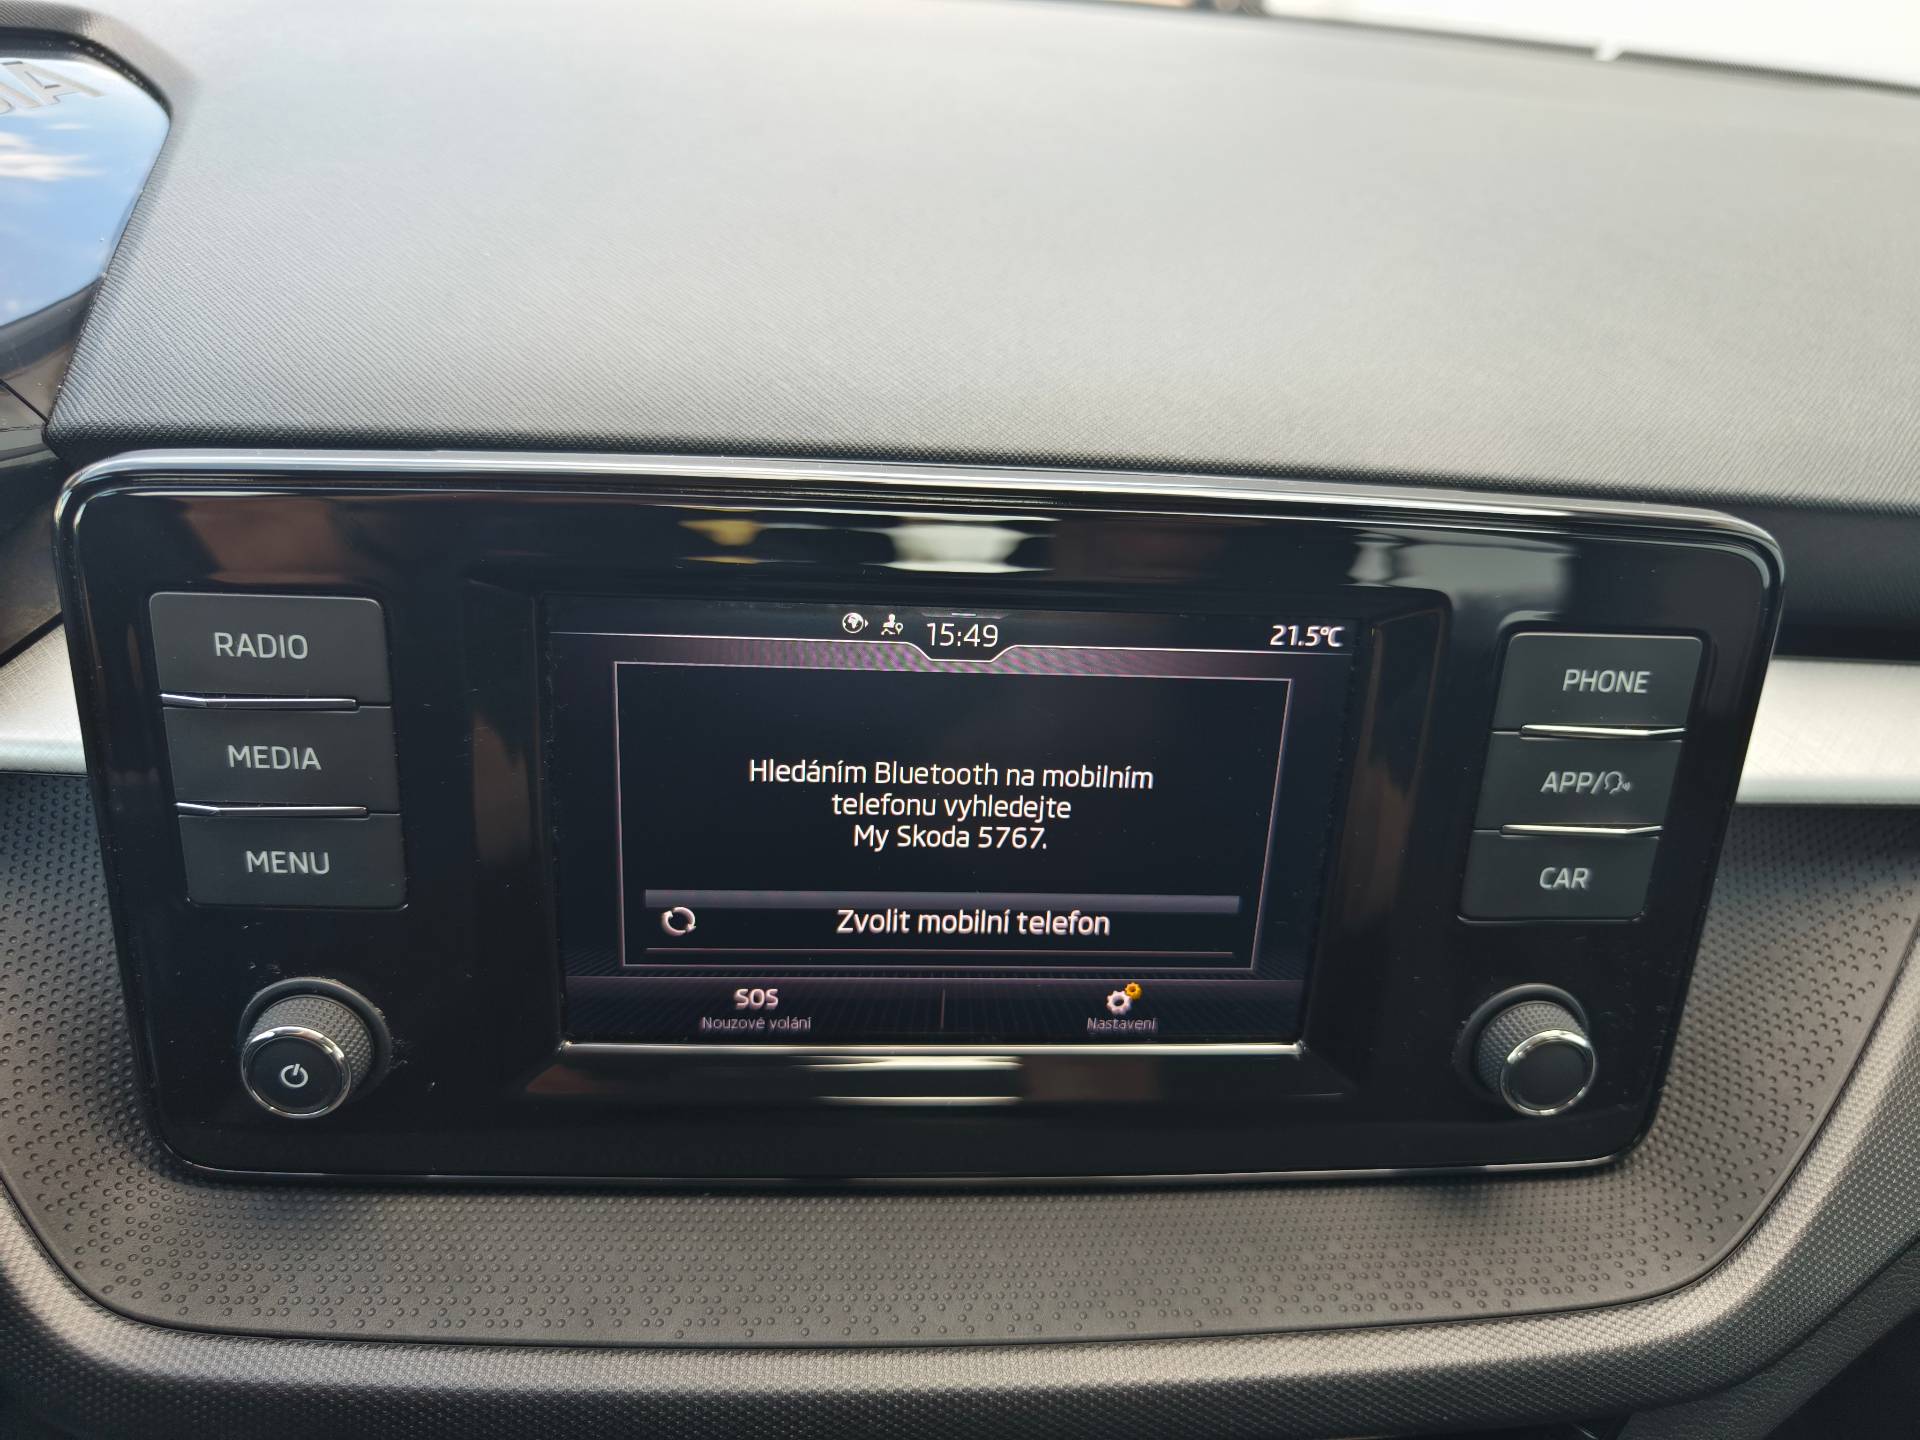 15:49
21.5°C
RADIO
MEDIA
MENU
Hledáním Bluetooth na mobilním
telefonu vyhledejte
My Skoda 5767.
Zvolit mobilní telefon
SOS
Nouzové volání
Nastavení
PHONE
APP/
CAR